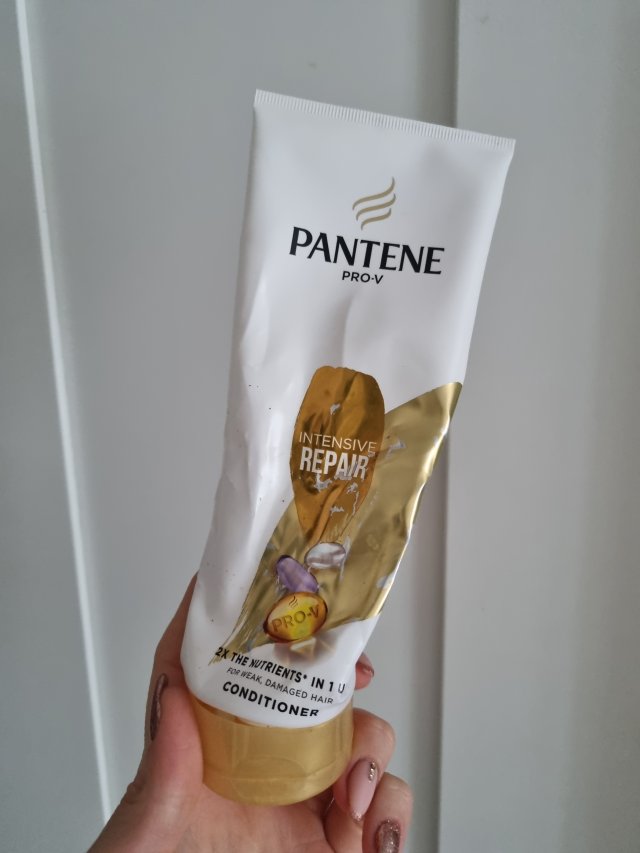 PANTENE
PRO-V
INTENSIVE
REPAIR
PRO-V
2X THE NUTRIENTS* IN 1 U
FOR WEAK, DAMAGED HAIR
CONDITIONER